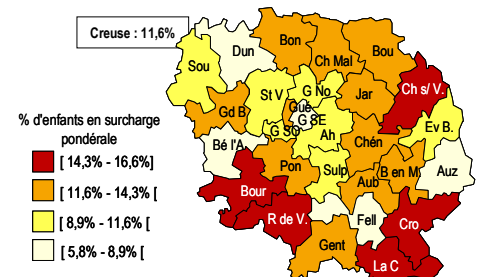 Creuse : 11,6%
Dun
Bon
Ch Mal
Bou
Sou
St V
G No
Jar
Ch s/ V.
Gd B
Gué
G SE
G SO
Ah
Ev B.
Bé l'A
Chén
Pon
Sulp
B en M
Auz
Bour
Aub
R de V.
Fell
Cro
Gent
La C
% d'enfants en surcharge
pondérale
[ 14,3% - 16,6%]
[ 11,6% - 14,3% [
[ 8,9% - 11,6% [
[ 5,8% - 8,9% [